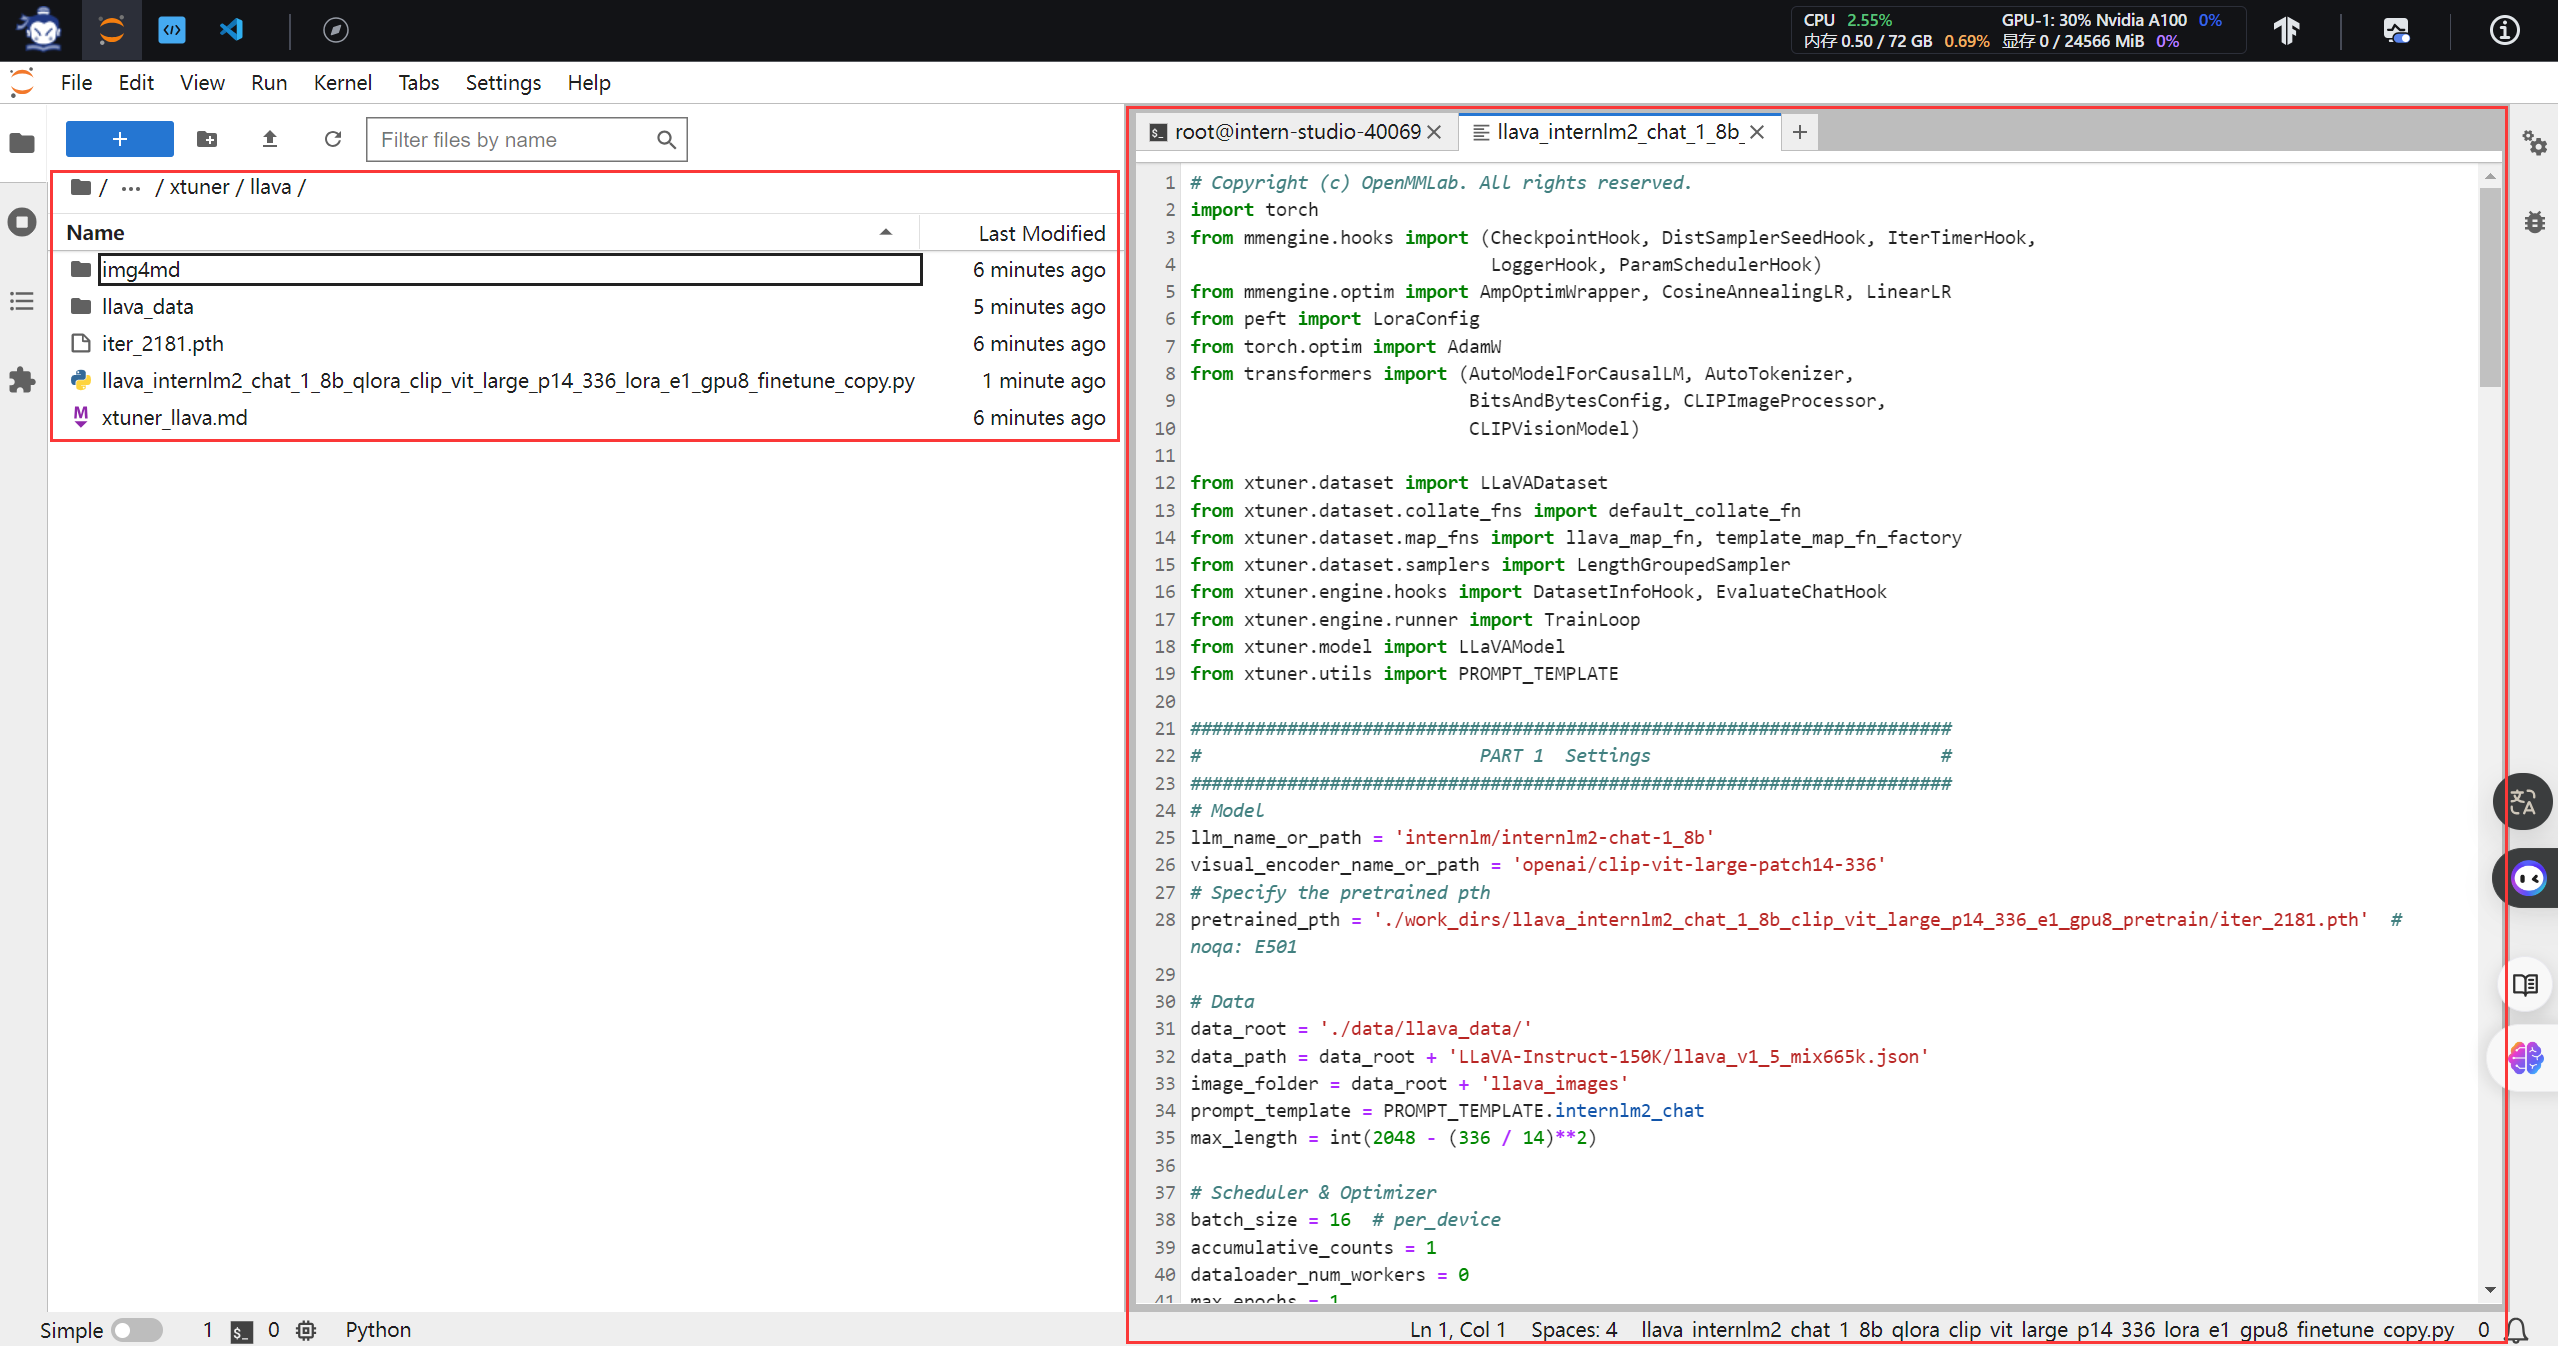 CPU 2.55% GPU-1: 30% Nvidia A100 0%
内存 0.50 / 72 GB 0.69% 显存 0 / 24566 MiB 0%
File Edit View Run Kernel Tabs Settings Help
Filter files by name
/ ··· / xtuner / llava /
Name Last Modified
img4md 6 minutes ago
llava_data 5 minutes ago
iter_2181.pth 6 minutes ago
llava_internlm2_chat_1_8b_qlora_clip_vit_large_p14_336_lora_e1_gpu8_finetune_copy.py 1 minute ago
xtuner_llava.md 6 minutes ago
root@intern-studio-40069 llava_internlm2_chat_1_8b_
1 # Copyright (c) OpenMMLab. All rights reserved.
2 import torch
3 from mmengine.hooks import (CheckpointHook, DistSamplerSeedHook, IterTimerHook,
4 LoggerHook, ParamSchedulerHook)
5 from mmengine.optim import AmpOptimWrapper, CosineAnnealingLR, LinearLR
6 from peft import LoraConfig
7 from torch.optim import AdamW
8 from transformers import (AutoModelForCausalLM, AutoTokenizer,
9 BitsAndBytesConfig, CLIPImageProcessor,
10 CLIPVisionModel)
11
12 from xtuner.dataset import LLaVADataset
13 from xtuner.dataset.collate_fns import default_collate_fn
14 from xtuner.dataset.map_fns import llava_map_fn, template_map_fn_factory
15 from xtuner.dataset.samplers import LengthGroupedSampler
16 from xtuner.engine.hooks import DatasetInfoHook, EvaluateChatHook
17 from xtuner.engine.runner import TrainLoop
18 from xtuner.model import LLaVAModel
19 from xtuner.utils import PROMPT_TEMPLATE
20
21 #######################################################################
22 # PART 1  Settings #
23 #######################################################################
24 # Model
25 llm_name_or_path = 'internlm/internlm2-chat-1_8b'
26 visual_encoder_name_or_path = 'openai/clip-vit-large-patch14-336'
27 # Specify the pretrained pth
28 pretrained_pth = './work_dirs/llava_internlm2_chat_1_8b_clip_vit_large_p14_336_e1_gpu8_pretrain/iter_2181.pth'  #
noqa: E501
29
30 # Data
31 data_root = './data/llava_data/'
32 data_path = data_root + 'LLaVA-Instruct-150K/llava_v1_5_mix665k.json'
33 image_folder = data_root + 'llava_images'
34 prompt_template = PROMPT_TEMPLATE.internlm2_chat
35 max_length = int(2048 - (336 / 14)**2)
36
37 # Scheduler & Optimizer
38 batch_size = 16  # per_device
39 accumulative_counts = 1
40 dataloader_num_workers = 0
41 max_epochs = 1
Simple 1 0 Python Ln 1, Col 1 Spaces: 4 llava_internlm2_chat_1_8b_qlora_clip_vit_large_p14_336_lora_e1_gpu8_finetune_copy.py 0